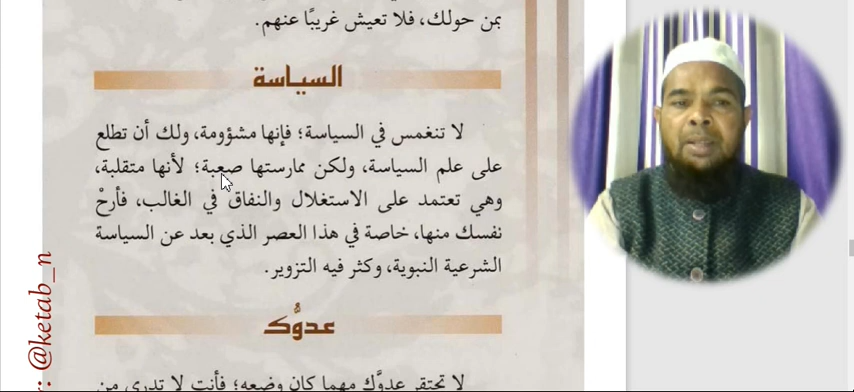 بمن حولك، فلا تعيش غريبًا عنهم.
السياسة
لا تنغمس في السياسة؛ فإنها مشؤومة، ولك أن تطلع
على علم السياسة، ولكن ممارستها صعبة؛ لأنها متقلبة،
وهي تعتمد على الاستغلال والنفاق في الغالب، فأرحْ
نفسك منها، خاصة في هذا العصر الذي بعد عن السياسة
الشرعية النبوية، وكثر فيه التزوير.
عدوُّك
لا تحتقر عدوَّك مهما كان وضعه؛ فأنت لا تدري من
:: @ketab_n